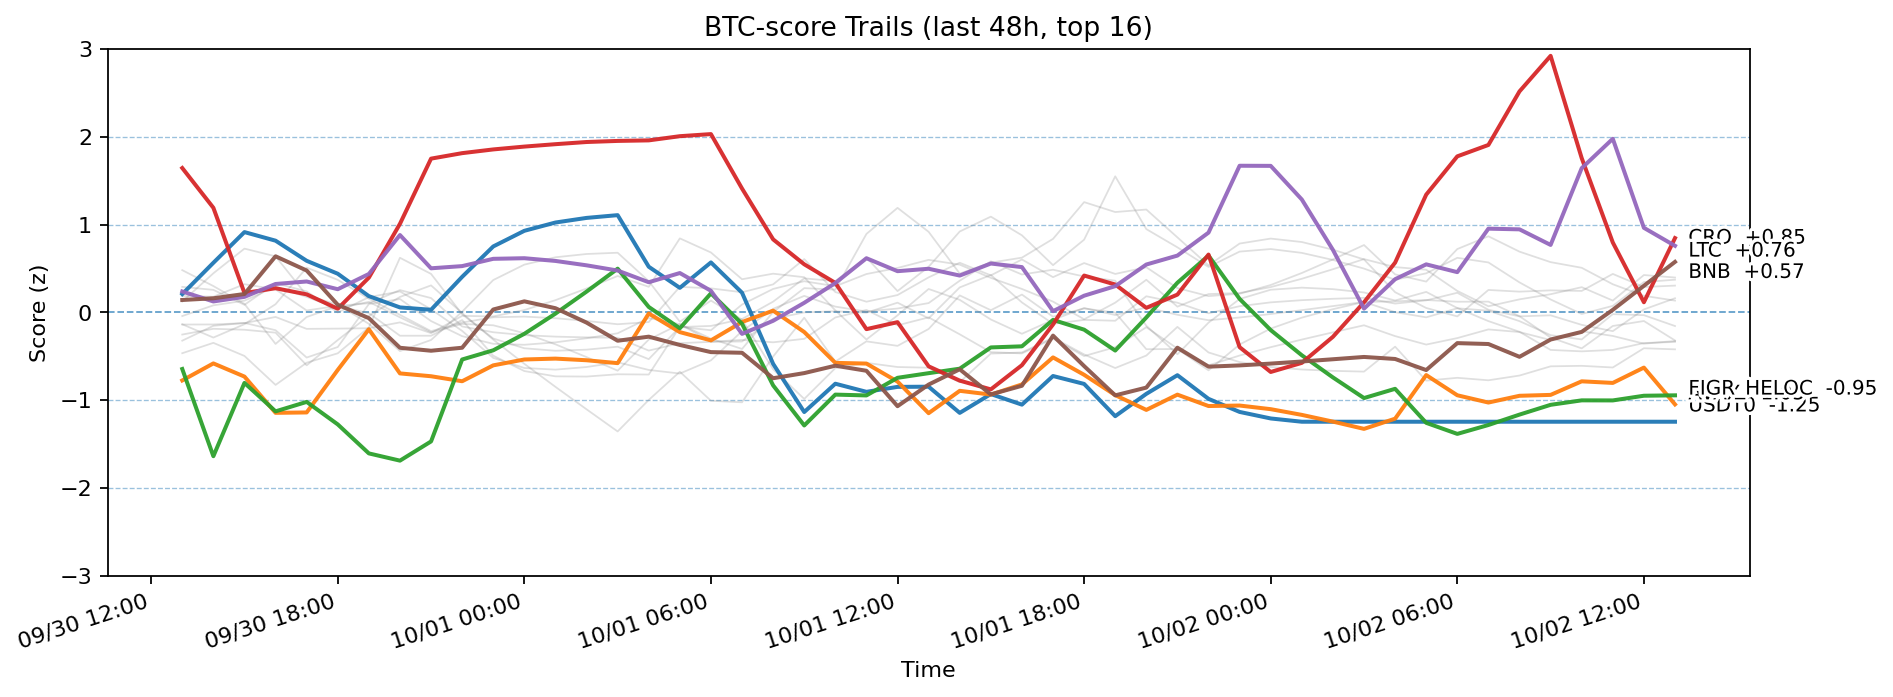 BTC-score Trails (last 48h, top 16)
Score (z)
3
2
1
0
−1
−2
−3
CRO +0.85
LTC +0.76
BNB +0.57
HELOC -0.95
USDT0 -1.25
09/30 12:00
09/30 18:00
10/01 00:00
10/01 06:00
10/01 12:00
10/01 18:00
10/02 00:00
10/02 06:00
10/02 12:00
Time